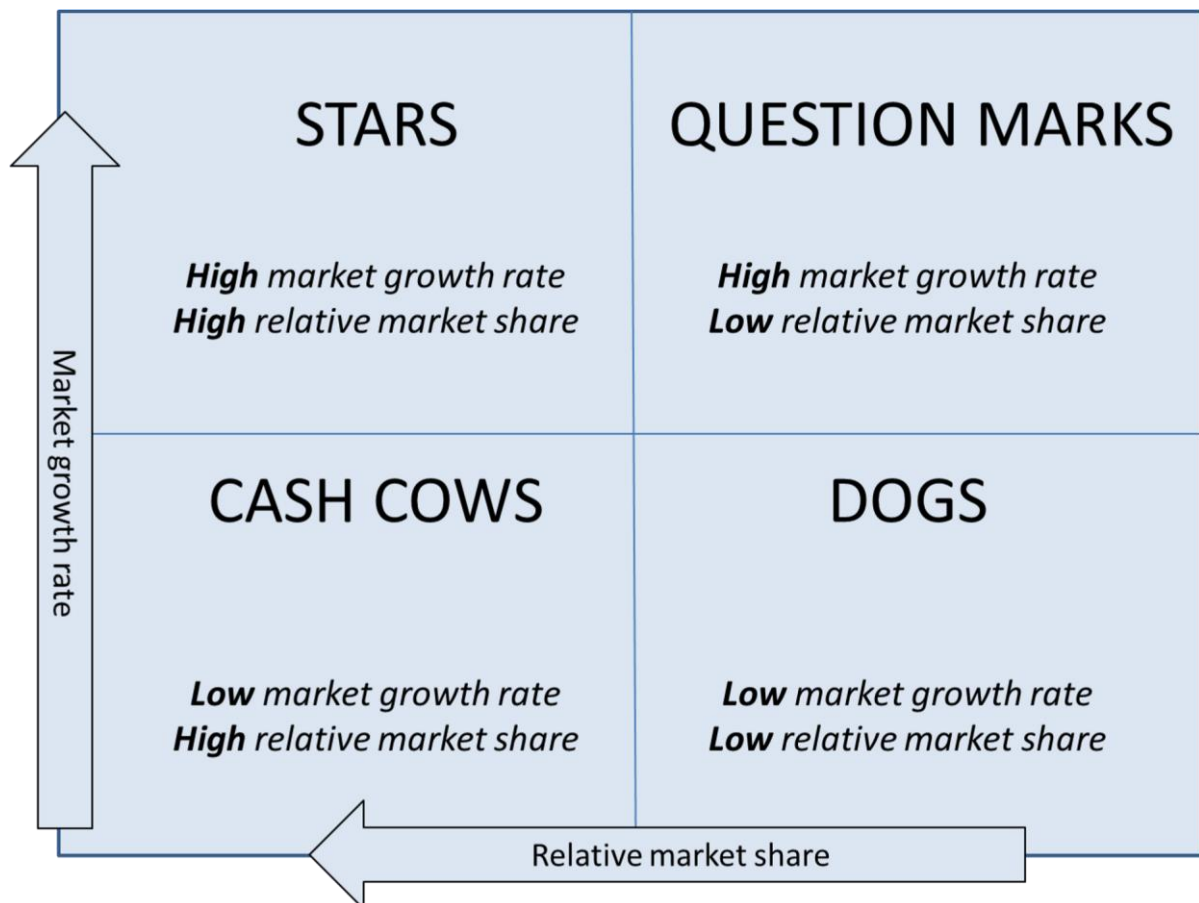 STARS
High market growth rate
High relative market share
QUESTION MARKS
High market growth rate
Low relative market share
CASH COWS
Low market growth rate
High relative market share
DOGS
Low market growth rate
Low relative market share
Market growth rate
Relative market share